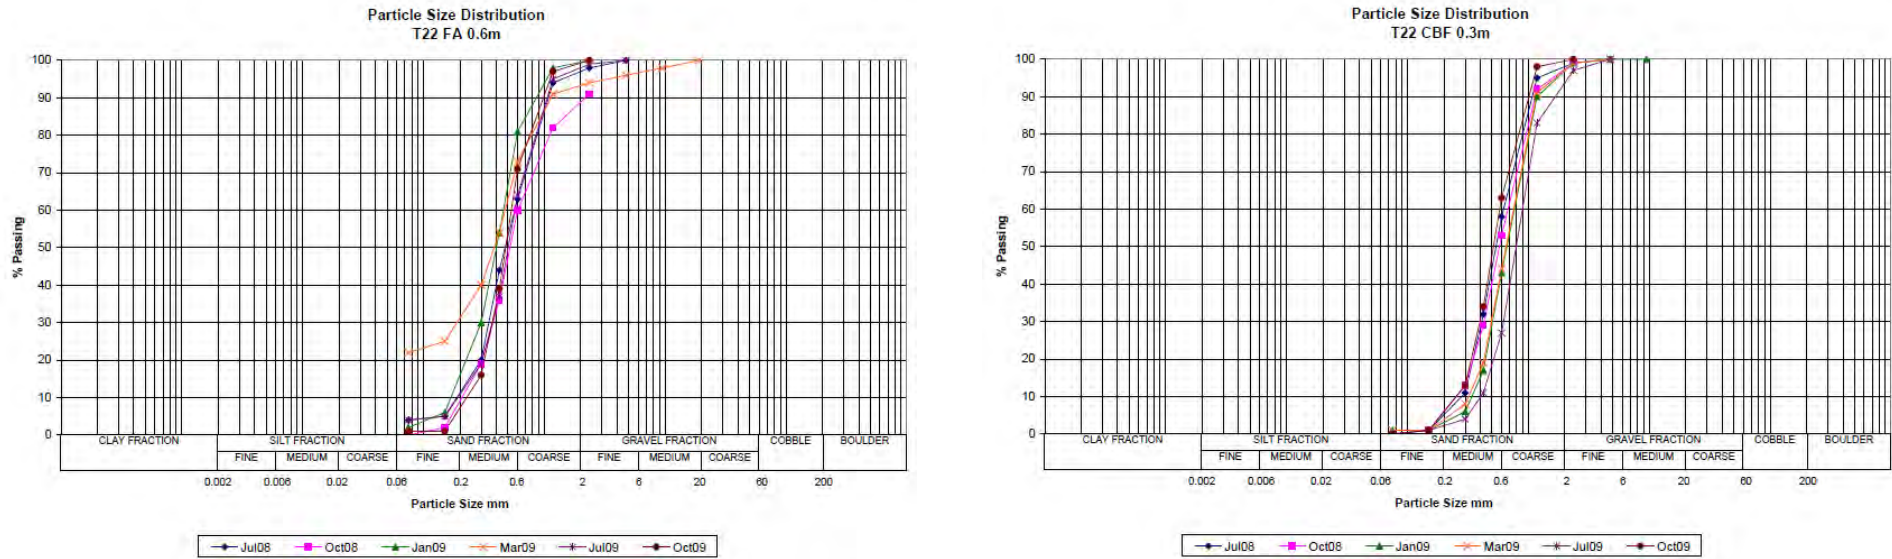 Particle Size Distribution
T22 FA 0.6m
% Passing
100
90
80
70
60
50
40
30
20
10
0
CLAY FRACTION SILT FRACTION SAND FRACTION GRAVEL FRACTION COBBLE BOULDER
FINE MEDIUM COARSE FINE MEDIUM COARSE FINE MEDIUM COARSE
0.002 0.006 0.02 0.06 0.2 0.6 2 6 20 60 200
Particle Size mm
Jul08 Oct08 Jan09 Mar09 Jul09 Oct09
Particle Size Distribution
T22 CBF 0.3m
% Passing
100
90
80
70
60
50
40
30
20
10
0
CLAY FRACTION SILT FRACTION SAND FRACTION GRAVEL FRACTION COBBLE BOULDER
FINE MEDIUM COARSE FINE MEDIUM COARSE FINE MEDIUM COARSE
0.002 0.006 0.02 0.06 0.2 0.6 2 6 20 60 200
Particle Size mm
Jul08 Oct08 Jan09 Mar09 Jul09 Oct09